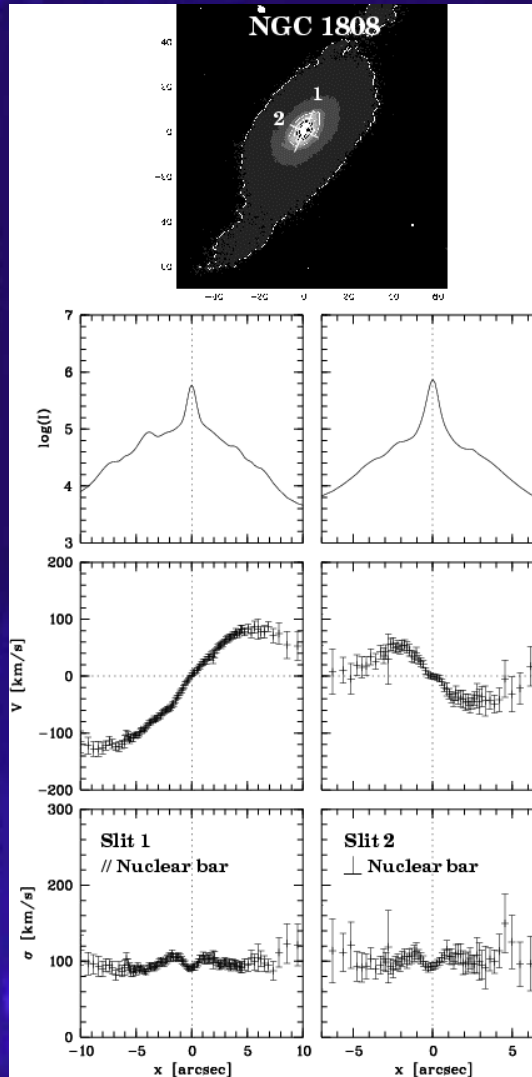 NGC 1808
40
1
20
2
0
-20
-40
-40 -20 0 20 40 60
7
6
5
4
3
log(I)
200
100
0
-100
-200
V [km/s]
300
200
100
0
σ [km/s]
Slit 1
// Nuclear bar
Slit 2
⊥ Nuclear bar
-10 -5 0 5 10
-5 0 5
x [arcsec]
x [arcsec]